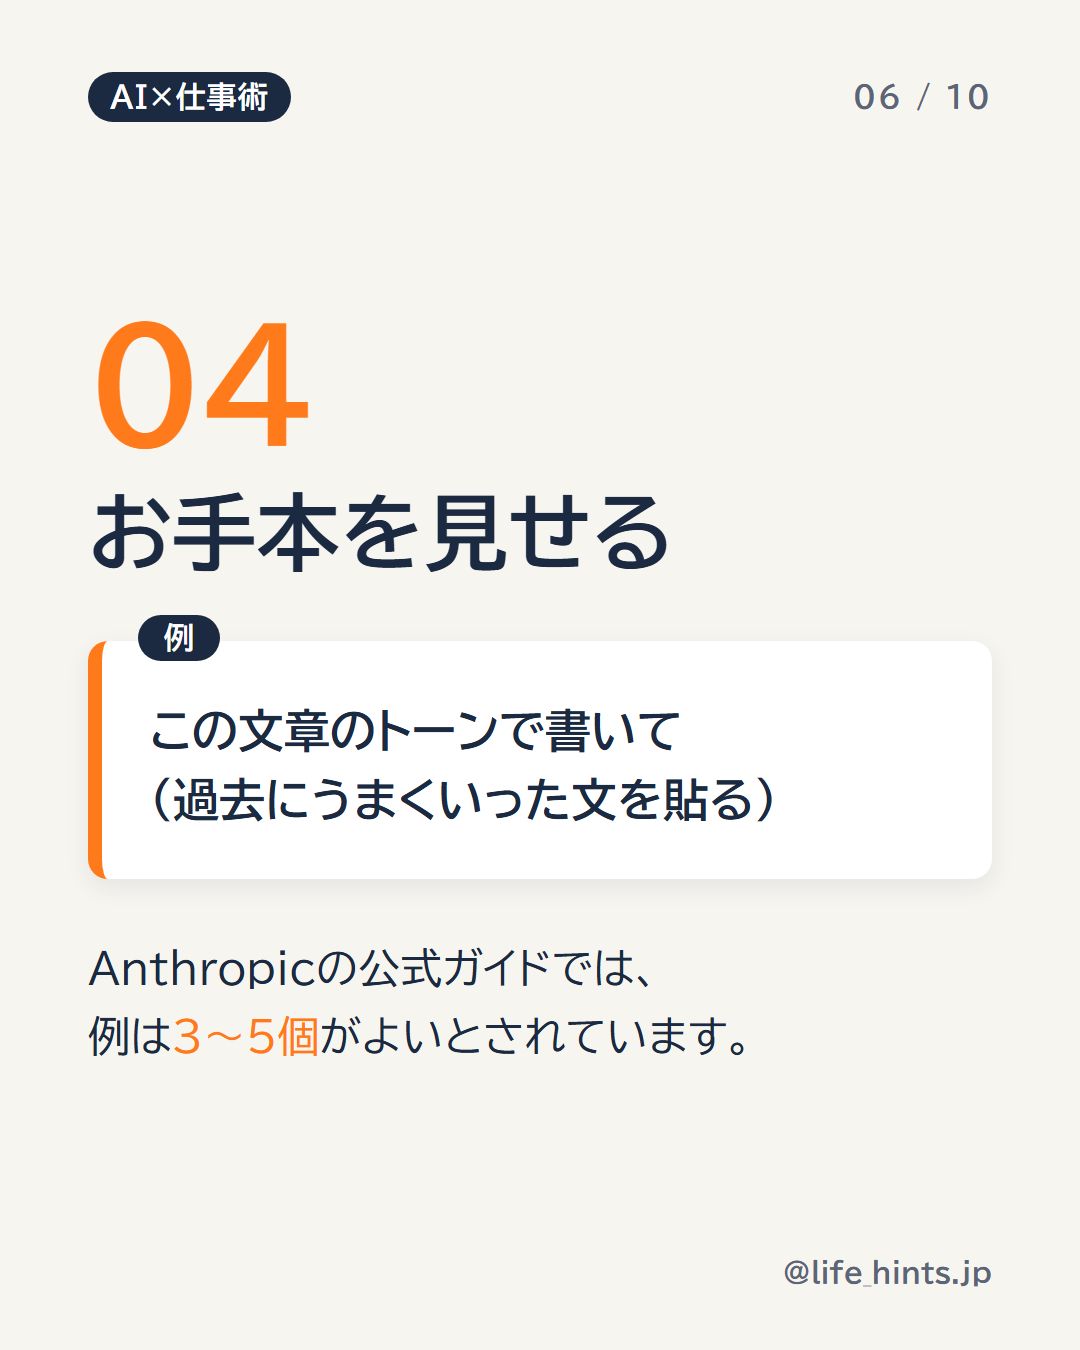 AI×仕事術
06 / 10
04
お手本を見せる
例
この文章のトーンで書いて
（過去にうまくいった文を貼る）
Anthropicの公式ガイドでは、
例は3〜5個がよいとされています。
@life_hints.jp